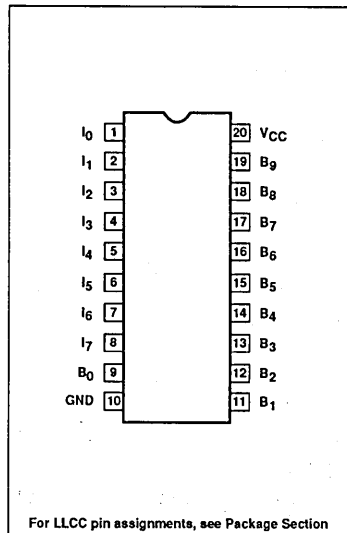 I0 1 20 VCC
I1 2 19 B9
I2 3 18 B8
I3 4 17 B7
I4 5 16 B6
I5 6 15 B5
I6 7 14 B4
I7 8 13 B3
B0 9 12 B2
GND 10 11 B1
For LLCC pin assignments, see Package Section